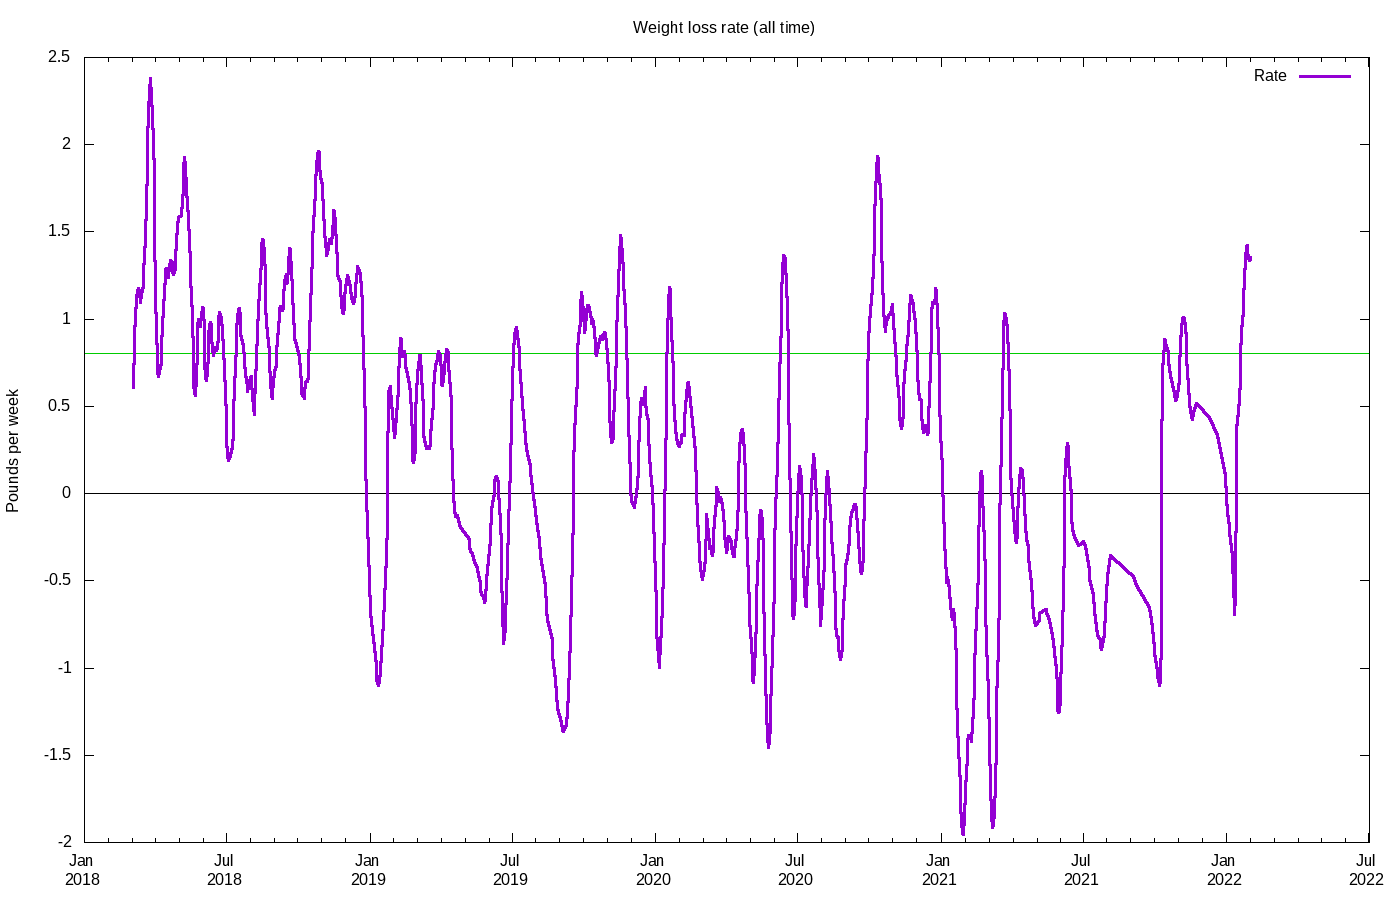 Weight loss rate (all time)
Rate
Pounds per week
2.5
2
1.5
1
0.5
0
-0.5
-1
-1.5
-2
Jan 2018
Jul 2018
Jan 2019
Jul 2019
Jan 2020
Jul 2020
Jan 2021
Jul 2021
Jan 2022
Jul 2022